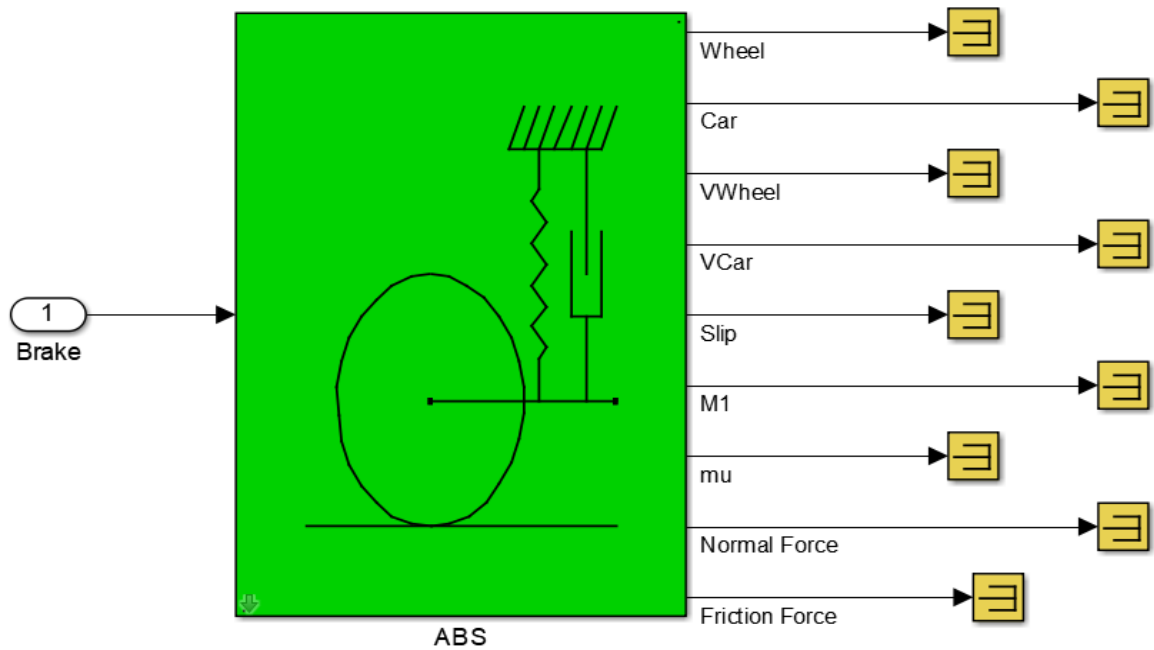 Wheel
Car
VWheel
VCar
1
Brake
Slip
M1
mu
Normal Force
Friction Force
ABS